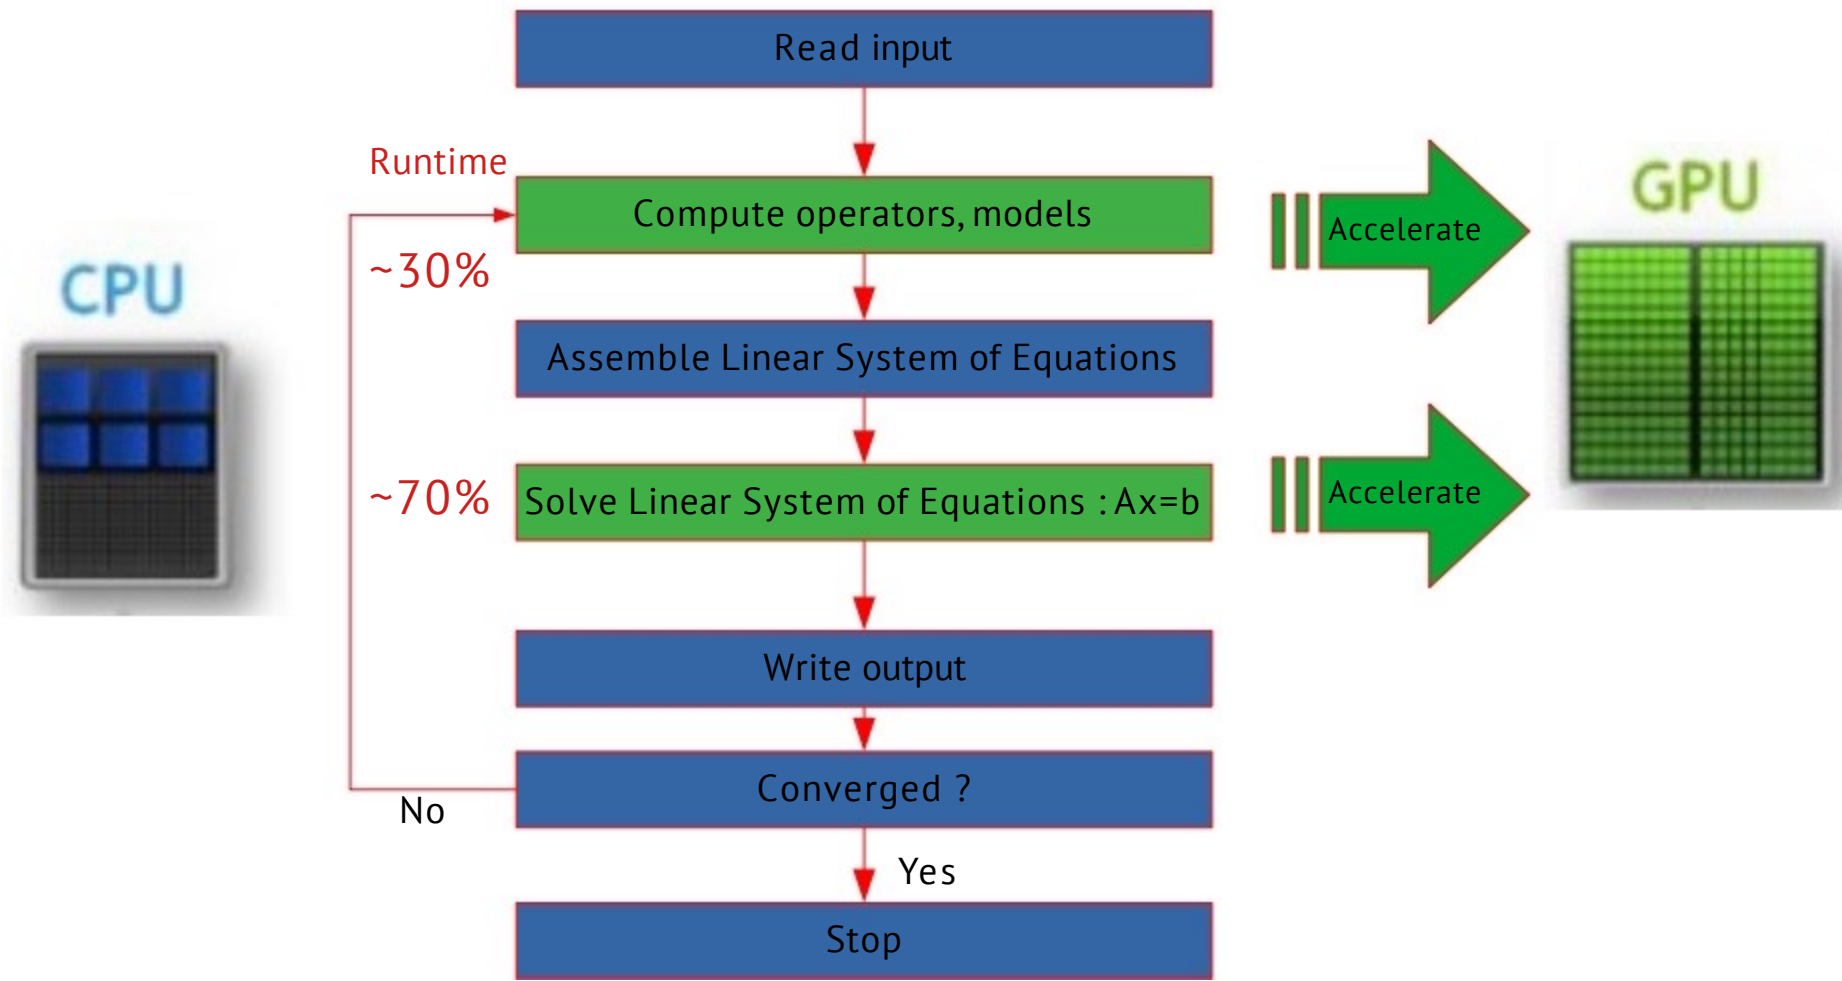 Read input
Runtime
Compute operators, models
Accelerate
GPU
~30%
CPU
Assemble Linear System of Equations
~70%
Solve Linear System of Equations : Ax=b
Accelerate
Write output
Converged ?
No
Yes
Stop